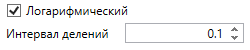 Логарифмический
Интервал делений 0.1